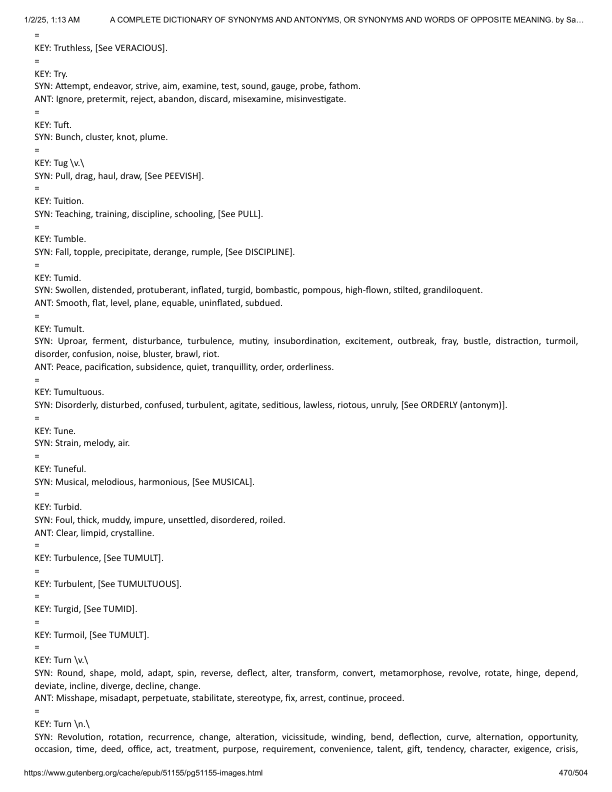 1/2/25, 1:13 AM A COMPLETE DICTIONARY OF SYNONYMS AND ANTONYMS, OR SYNONYMS AND WORDS OF OPPOSITE MEANING. by Sa…
=
KEY: Truthless, [See VERACIOUS].
=
KEY: Try.
SYN: Attempt, endeavor, strive, aim, examine, test, sound, gauge, probe, fathom.
ANT: Ignore, pretermit, reject, abandon, discard, misexamine, misinvestigate.
=
KEY: Tuft.
SYN: Bunch, cluster, knot, plume.
=
KEY: Tug \v.\
SYN: Pull, drag, haul, draw, [See PEEVISH].
=
KEY: Tuition.
SYN: Teaching, training, discipline, schooling, [See PULL].
=
KEY: Tumble.
SYN: Fall, topple, precipitate, derange, rumple, [See DISCIPLINE].
=
KEY: Tumid.
SYN: Swollen, distended, protuberant, inflated, turgid, bombastic, pompous, high-flown, stilted, grandiloquent.
ANT: Smooth, flat, level, plane, equable, uninflated, subdued.
=
KEY: Tumult.
SYN: Uproar, ferment, disturbance, turbulence, mutiny, insubordination, excitement, outbreak, fray, bustle, distraction, turmoil,
disorder, confusion, noise, bluster, brawl, riot.
ANT: Peace, pacification, subsidence, quiet, tranquillity, order, orderliness.
=
KEY: Tumultuous.
SYN: Disorderly, disturbed, confused, turbulent, agitate, seditious, lawless, riotous, unruly, [See ORDERLY (antonym)].
=
KEY: Tune.
SYN: Strain, melody, air.
=
KEY: Tuneful.
SYN: Musical, melodious, harmonious, [See MUSICAL].
=
KEY: Turbid.
SYN: Foul, thick, muddy, impure, unsettled, disordered, roiled.
ANT: Clear, limpid, crystalline.
=
KEY: Turbulence, [See TUMULT].
=
KEY: Turbulent, [See TUMULTUOUS].
=
KEY: Turgid, [See TUMID].
=
KEY: Turmoil, [See TUMULT].
=
KEY: Turn \v.\
SYN: Round, shape, mold, adapt, spin, reverse, deflect, alter, transform, convert, metamorphose, revolve, rotate, hinge, depend,
deviate, incline, diverge, decline, change.
ANT: Misshape, misadapt, perpetuate, stabilitate, stereotype, fix, arrest, continue, proceed.
=
KEY: Turn \n.\
SYN: Revolution, rotation, recurrence, change, alteration, vicissitude, winding, bend, deflection, curve, alternation, opportunity,
occasion, time, deed, office, act, treatment, purpose, requirement, convenience, talent, gift, tendency, character, exigence, crisis,
https://www.gutenberg.org/cache/epub/51155/pg51155-images.html 470/504